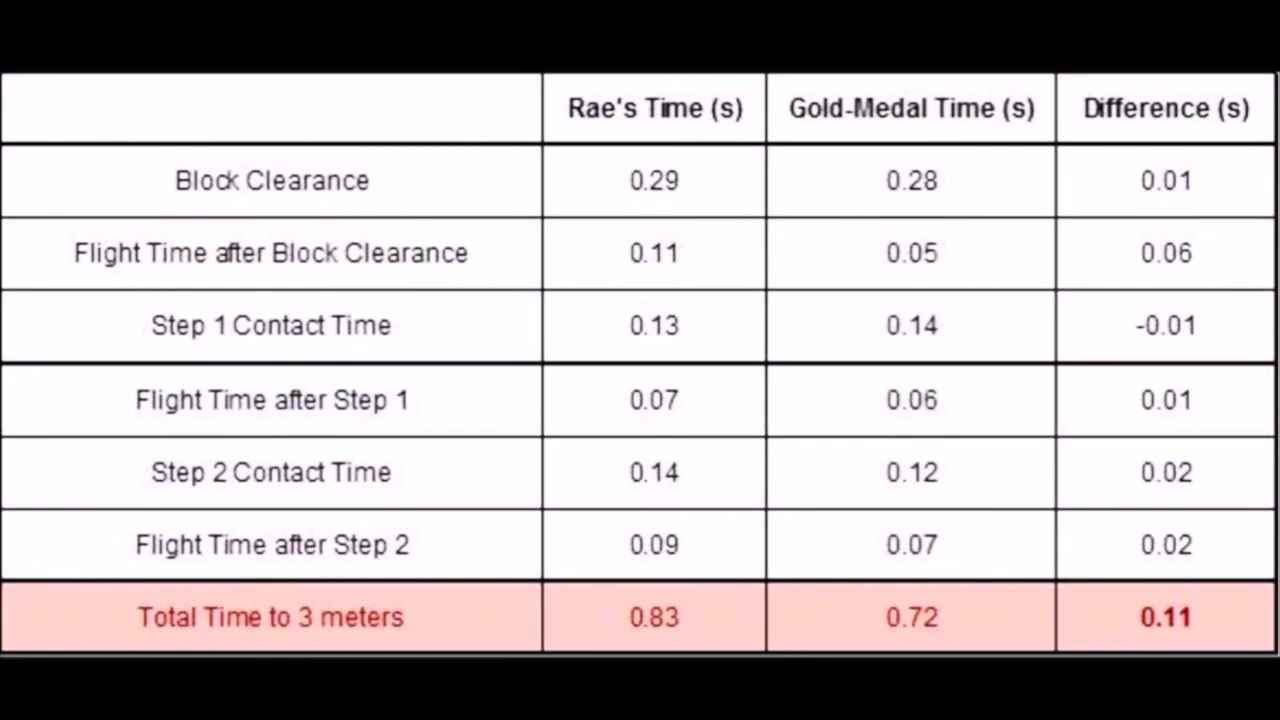 Rae's Time (s) Gold-Medal Time (s) Difference (s)
Block Clearance 0.29 0.28 0.01
Flight Time after Block Clearance 0.11 0.05 0.06
Step 1 Contact Time 0.13 0.14 -0.01
Flight Time after Step 1 0.07 0.06 0.01
Step 2 Contact Time 0.14 0.12 0.02
Flight Time after Step 2 0.09 0.07 0.02
Total Time to 3 meters 0.83 0.72 0.11